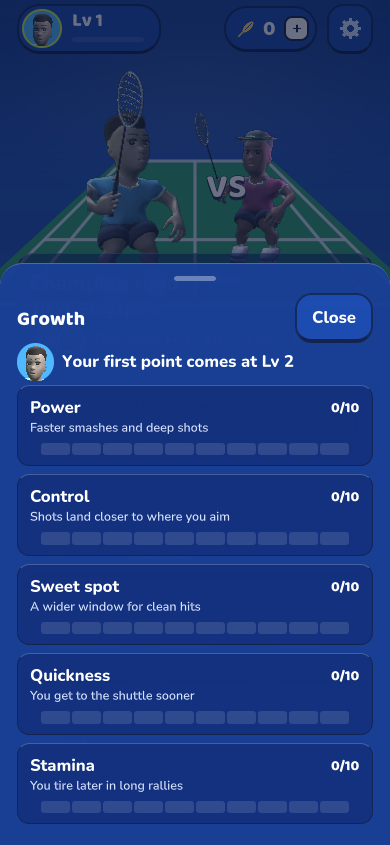 Lv 1
0
+
VS
Growth
Close
Your first point comes at Lv 2
Power
0/10
Faster smashes and deep shots
Control
0/10
Shots land closer to where you aim
Sweet spot
0/10
A wider window for clean hits
Quickness
0/10
You get to the shuttle sooner
Stamina
0/10
You tire later in long rallies